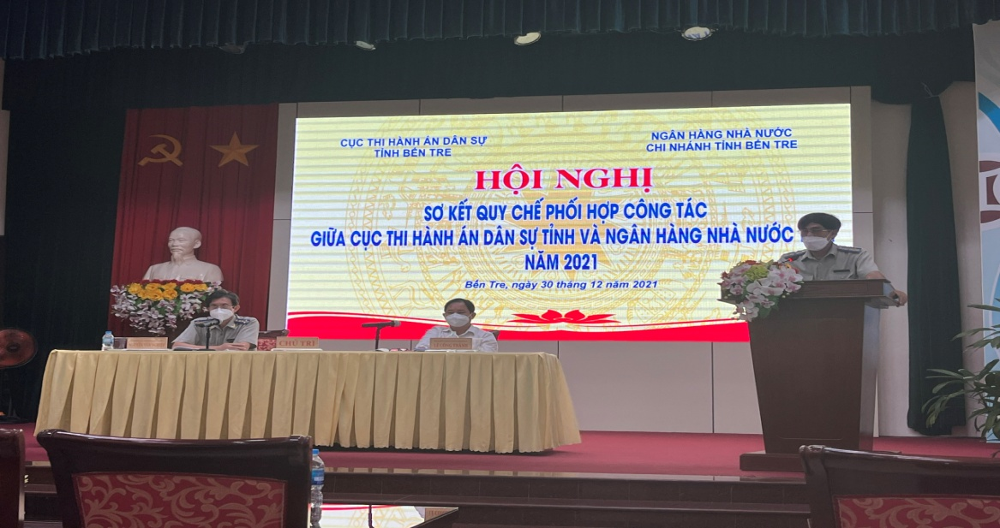 CỤC THI HÀNH ÁN DÂN SỰ
TỈNH BẾN TRE
NGÂN HÀNG NHÀ NƯỚC
CHI NHÁNH TỈNH BẾN TRE
HỘI NGHỊ
SƠ KẾT QUY CHẾ PHỐI HỢP CÔNG TÁC
GIỮA CỤC THI HÀNH ÁN DÂN SỰ TỈNH VÀ NGÂN HÀNG NHÀ NƯỚC
NĂM 2021
Bến Tre, ngày 30 tháng 12 năm 2021
CHỦ TRÌ